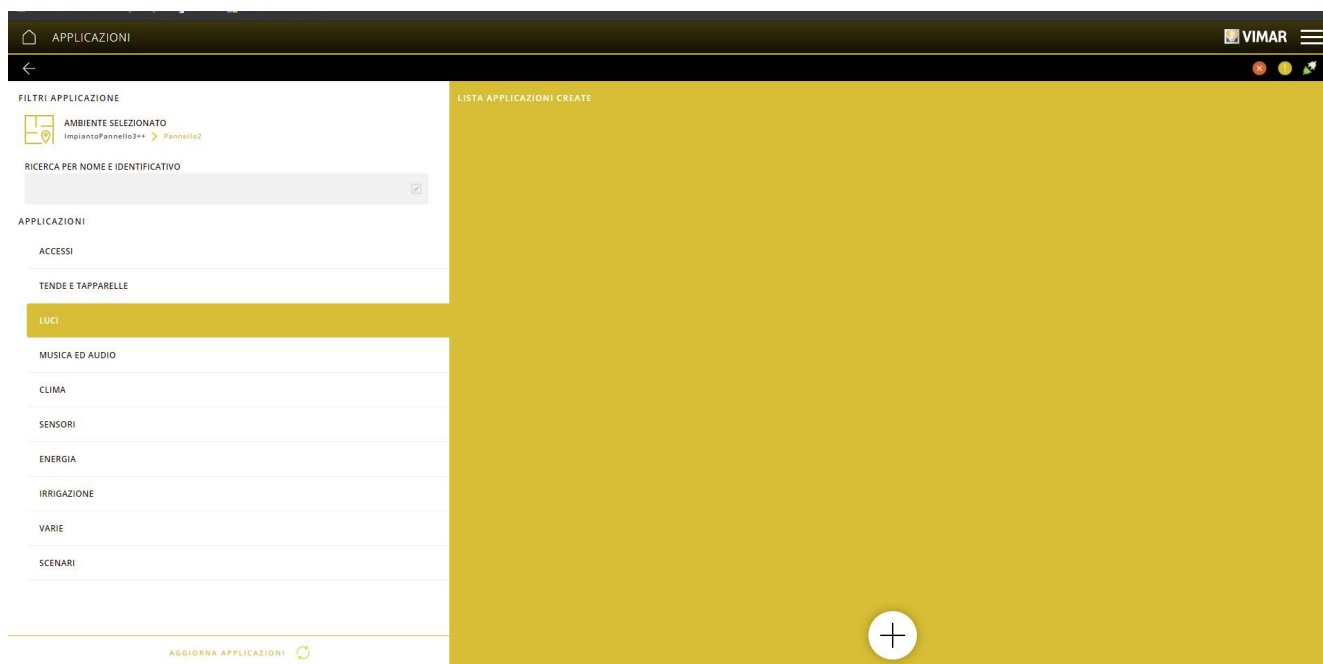 APPLICAZIONI
VIMAR
FILTRI APPLICAZIONE
AMBIENTE SELEZIONATO
ImpiantoPannello3++ > Pannello2
RICERCA PER NOME E IDENTIFICATIVO
APPLICAZIONI
ACCESSI
TENDE E TAPPARELLE
LUCI
MUSICA ED AUDIO
CLIMA
SENSORI
ENERGIA
IRRIGAZIONE
VARIE
SCENARI
AGGIORNA APPLICAZIONI
LISTA APPLICAZIONI CREATE